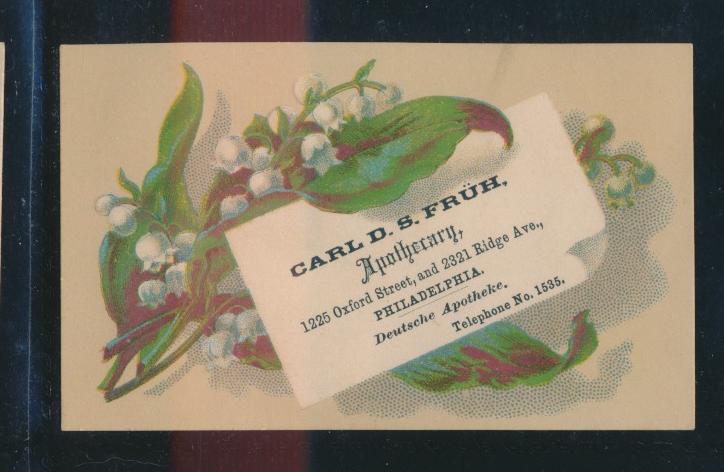 CARL D. S. FRÜH,
Apothecary,
1225 Oxford Street, and 2321 Ridge Ave.,
PHILADELPHIA.
Deutsche Apotheke.
Telephone No. 1535.